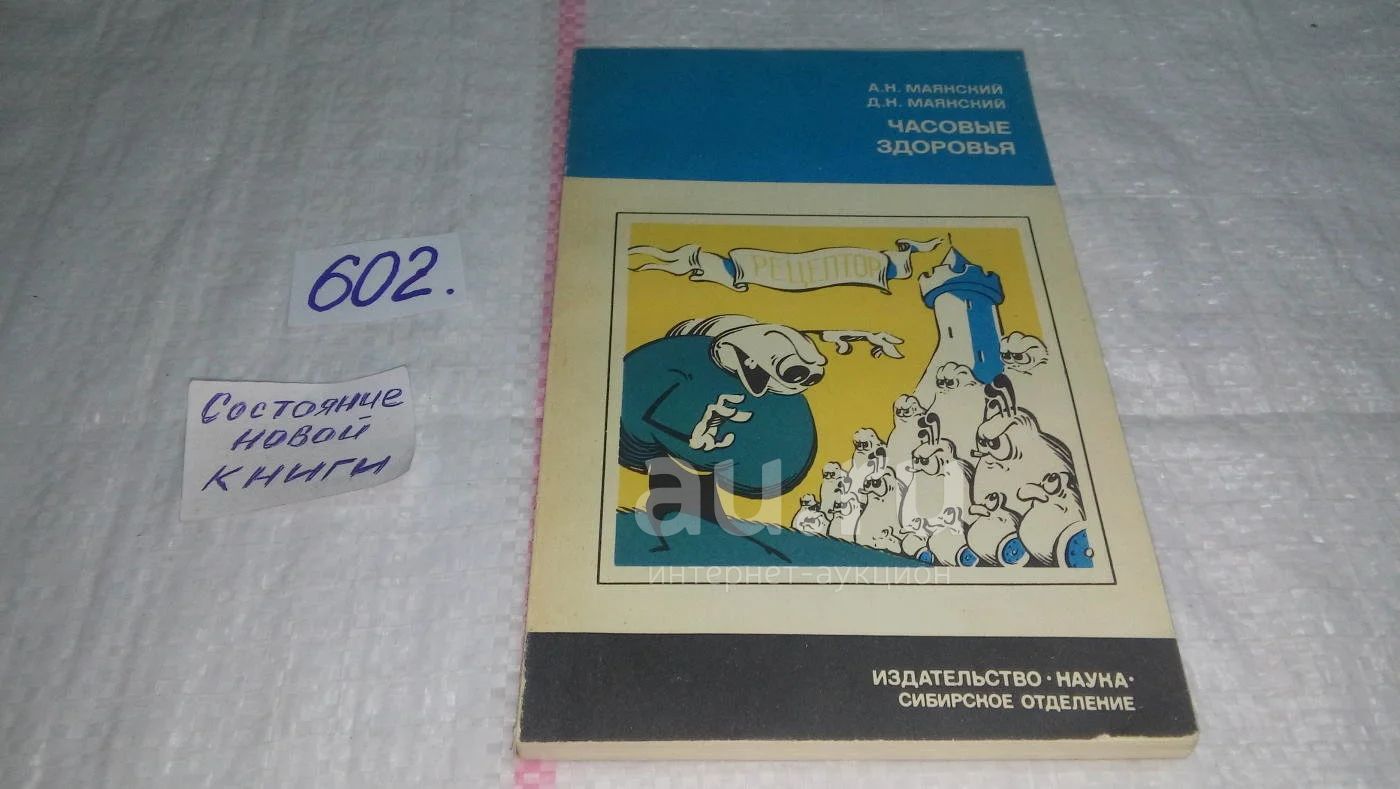 А.Н. МАЯНСКИЙ
Д.Н. МАЯНСКИЙ
ЧАСОВЫЕ
ЗДОРОВЬЯ
РЕЦЕПТОР
602.
Состояние
новой
книги
au.ru
интернет-аукцион
ИЗДАТЕЛЬСТВО · НАУКА ·
СИБИРСКОЕ ОТДЕЛЕНИЕ